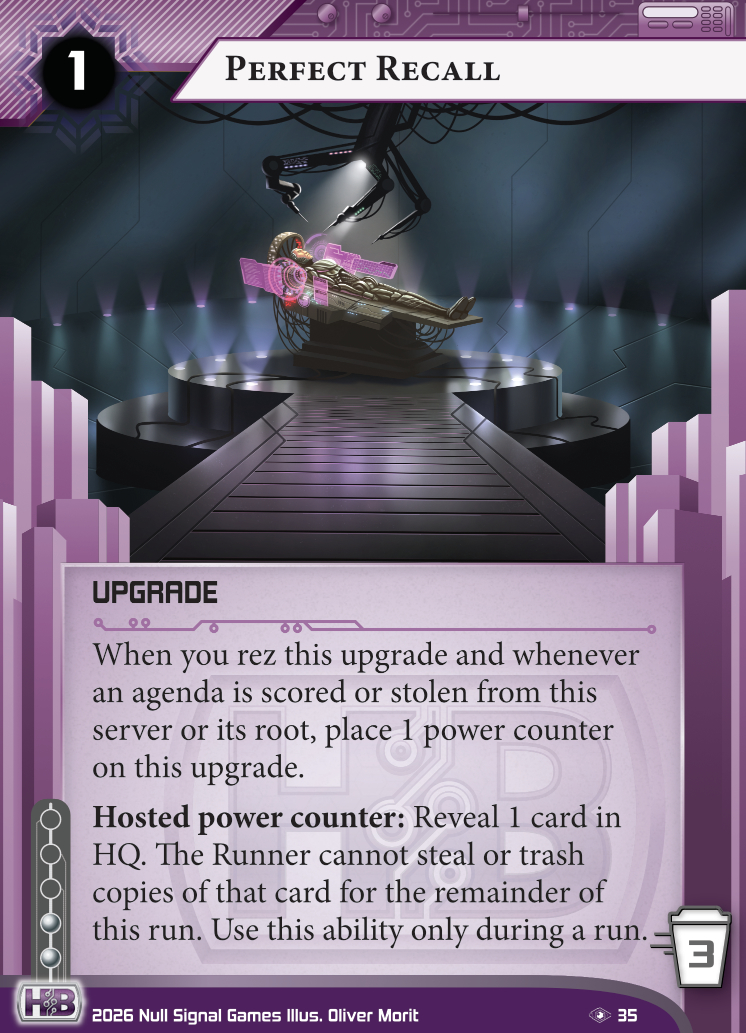 1
Perfect Recall
UPGRADE
When you rez this upgrade and whenever
an agenda is scored or stolen from this
server or its root, place 1 power counter
on this upgrade.
Hosted power counter: Reveal 1 card in
HQ. The Runner cannot steal or trash
copies of that card for the remainder of
this run. Use this ability only during a run.
3
HB
2026 Null Signal Games Illus. Oliver Morit
35